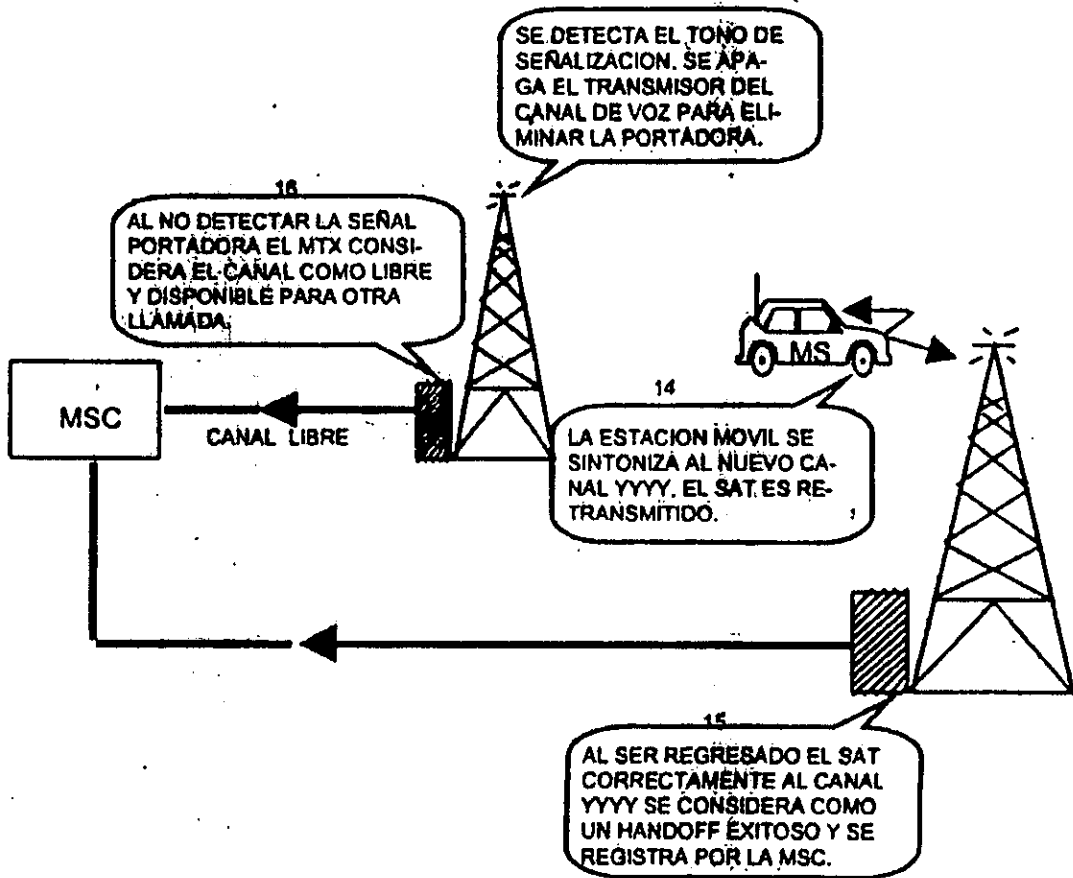 SE DETECTA EL TONO DE
SEÑALIZACION. SE APA-
GA EL TRANSMISOR DEL
CANAL DE VOZ PARA ELI-
MINAR LA PORTADORA.
16
AL NO DETECTAR LA SEÑAL
PORTADORA EL MTX CONSI-
DERA EL CANAL COMO LIBRE
Y DISPONIBLE PARA OTRA
LLAMADA.
MS
MSC
CANAL LIBRE
14
LA ESTACION MOVIL SE
SINTONIZA AL NUEVO CA-
NAL YYYY. EL SAT ES RE-
TRANSMITIDO.
15
AL SER REGRESADO EL SAT
CORRECTAMENTE AL CANAL
YYYY SE CONSIDERA COMO
UN HANDOFF EXITOSO Y SE
REGISTRA POR LA MSC.